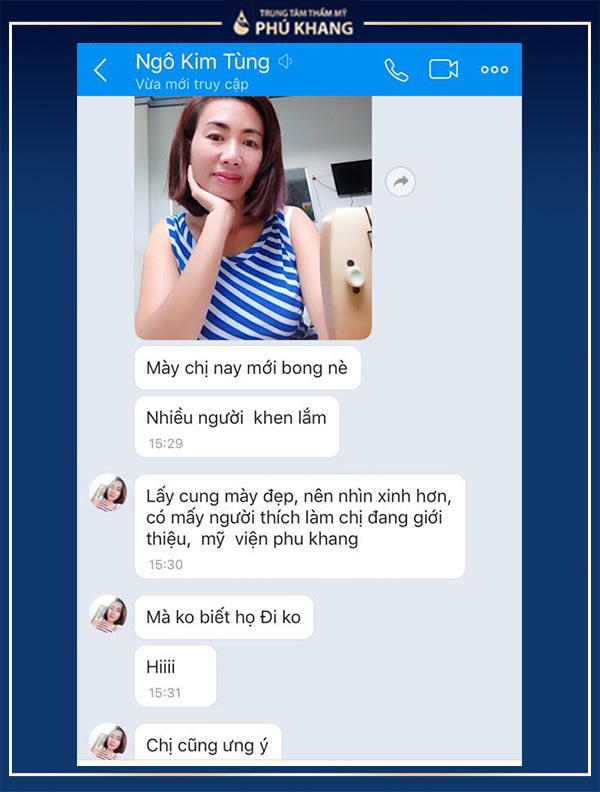 TRUNG TÂM THẨM MỸ
PHÚ KHANG
Ngô Kim Tùng
Vừa mới truy cập
Mày chị nay mới bong nè
Nhiều người khen lắm
15:29
Lấy cung mày đẹp, nên nhìn xinh hơn,
có mấy người thích làm chị đang giới
thiệu, mỹ viện phu khang
15:30
Mà ko biết họ Đi ko
Hiiii
15:31
Chị cũng ưng ý